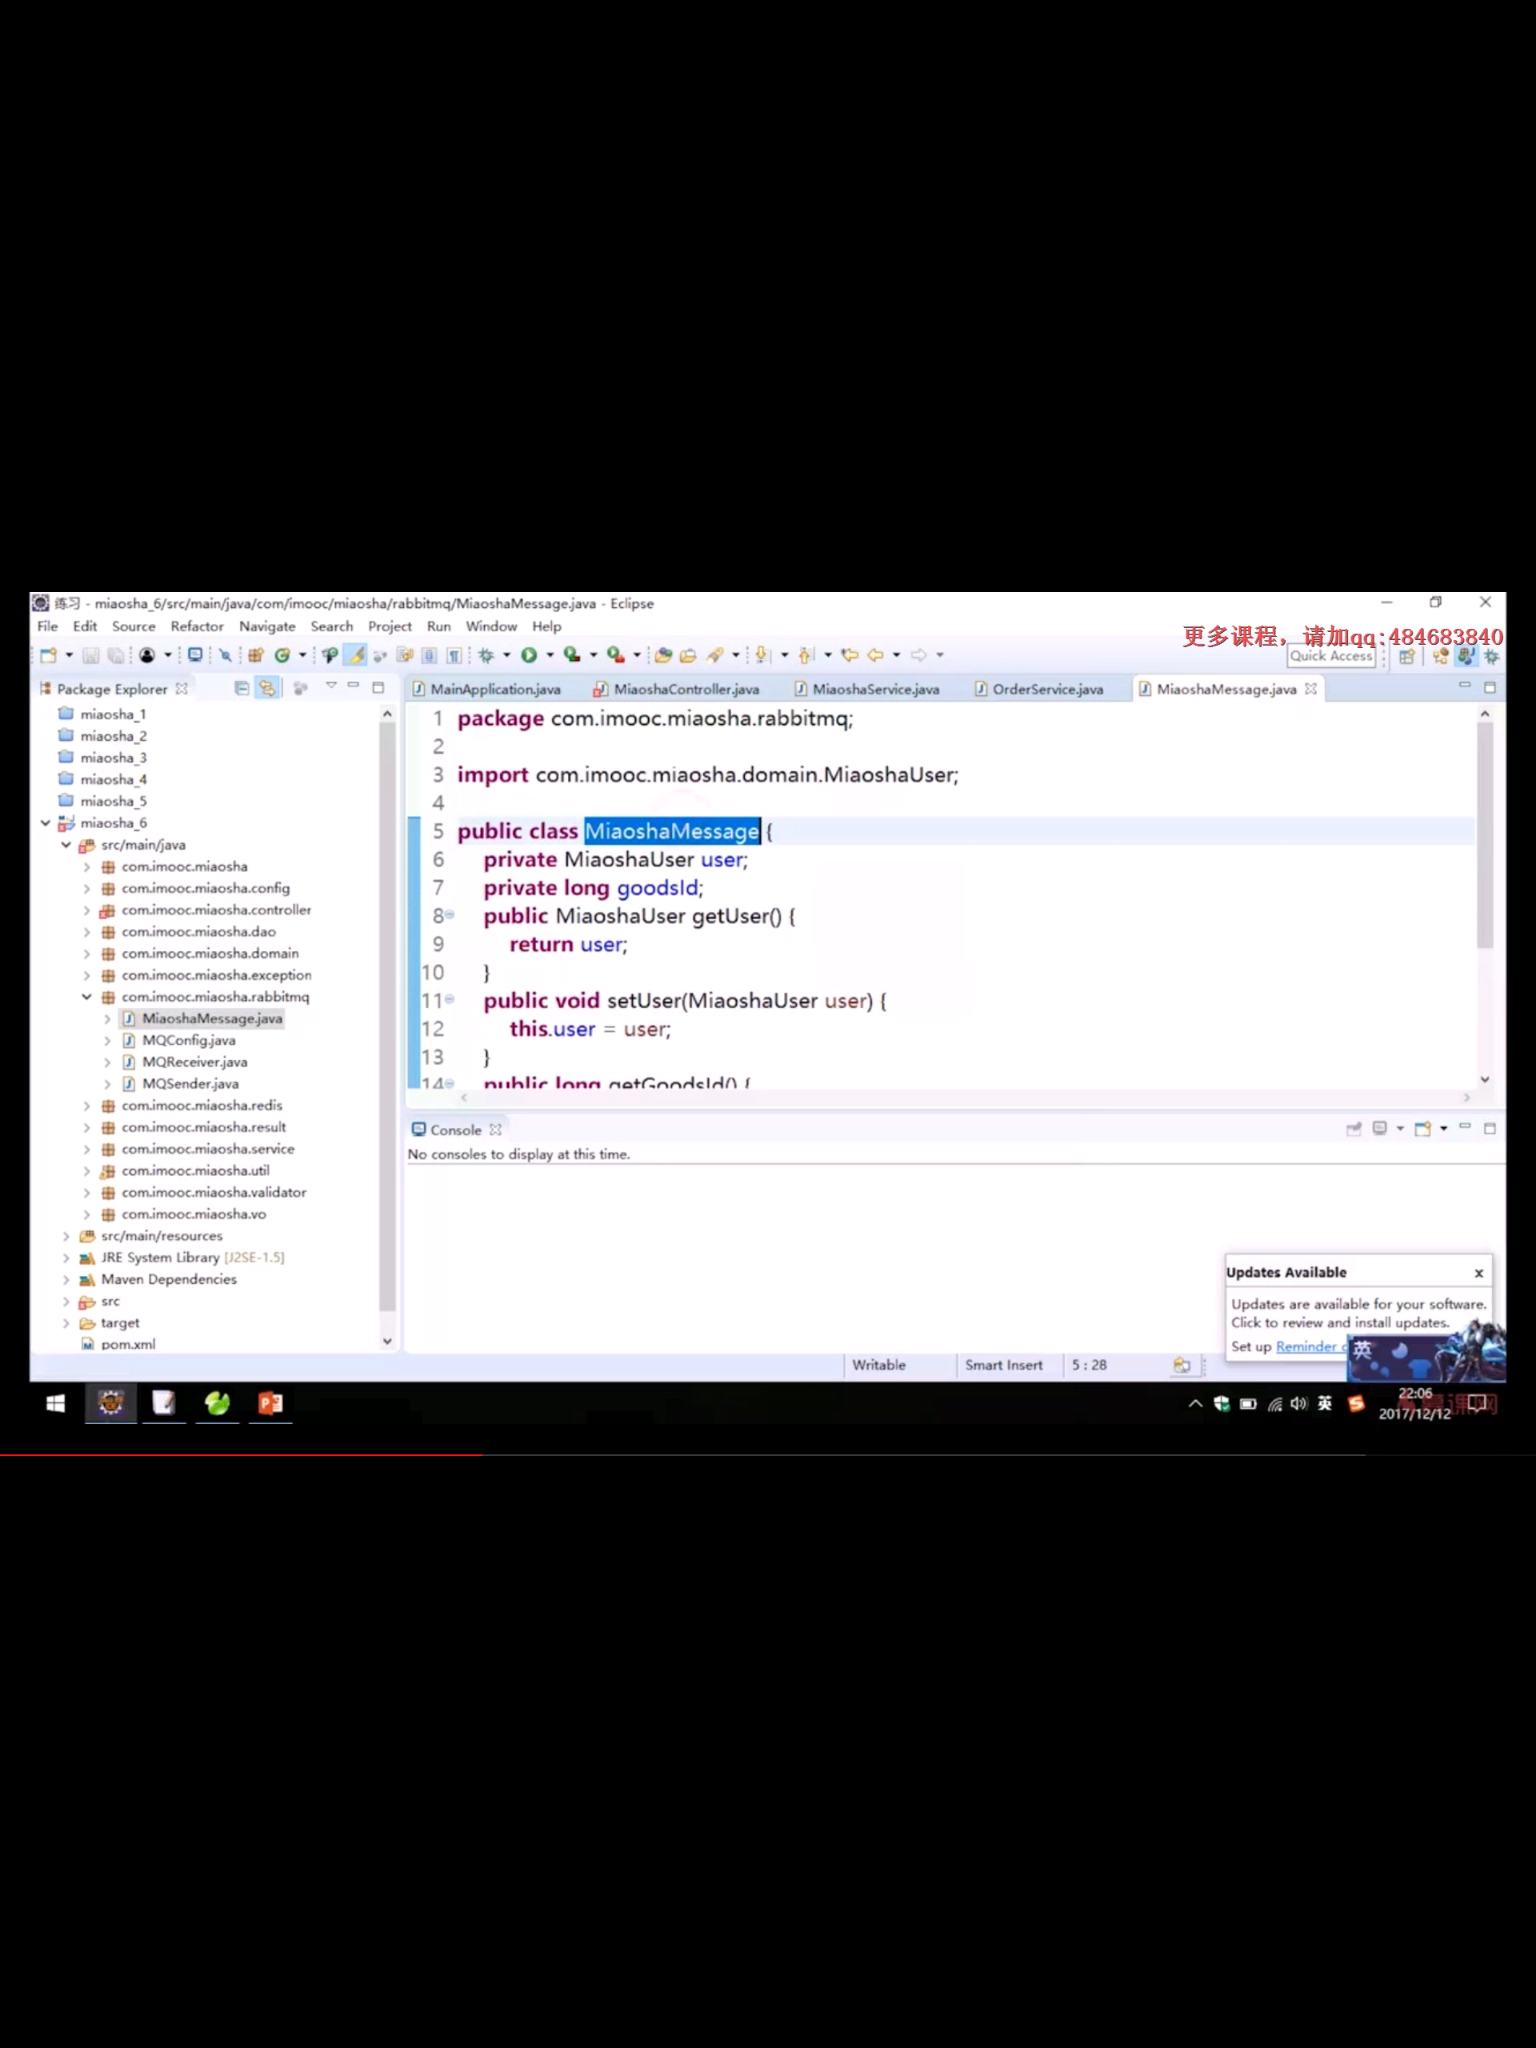 练习 - miaosha_6/src/main/java/com/imooc/miaosha/rabbitmq/MiaoshaMessage.java - Eclipse
File Edit Source Refactor Navigate Search Project Run Window Help
更多课程，请加qq:484683840
Quick Access
Package Explorer
miaosha_1
miaosha_2
miaosha_3
miaosha_4
miaosha_5
miaosha_6
src/main/java
com.imooc.miaosha
com.imooc.miaosha.config
com.imooc.miaosha.controller
com.imooc.miaosha.dao
com.imooc.miaosha.domain
com.imooc.miaosha.exception
com.imooc.miaosha.rabbitmq
MiaoshaMessage.java
MQConfig.java
MQReceiver.java
MQSender.java
com.imooc.miaosha.redis
com.imooc.miaosha.result
com.imooc.miaosha.service
com.imooc.miaosha.util
com.imooc.miaosha.validator
com.imooc.miaosha.vo
src/main/resources
JRE System Library [J2SE-1.5]
Maven Dependencies
src
target
pom.xml
MainApplication.java MiaoshaController.java MiaoshaService.java OrderService.java MiaoshaMessage.java
1 package com.imooc.miaosha.rabbitmq;
2
3 import com.imooc.miaosha.domain.MiaoshaUser;
4
5 public class MiaoshaMessage {
6 private MiaoshaUser user;
7 private long goodsId;
8 public MiaoshaUser getUser() {
9 return user;
10 }
11 public void setUser(MiaoshaUser user) {
12 this.user = user;
13 }
14 public long getGoodsId() {
Console
No consoles to display at this time.
Updates Available x
Updates are available for your software.
Click to review and install updates.
Set up Reminder
英
Writable Smart Insert 5 : 28
英
22:06
2017/12/12